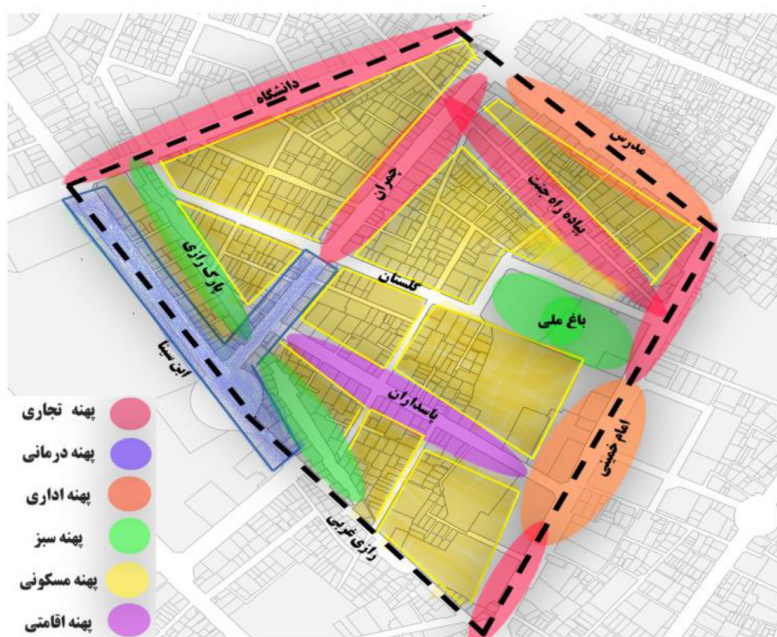 دانشگاه
مدرس
چمران
پیاده راه جنت
پارک رازی
گلستان
باغ ملی
ابن سینا
پاسداران
امام خمینی
رازی غربی
پهنه تجاری
پهنه درمانی
پهنه اداری
پهنه سبز
پهنه مسکونی
پهنه اقامتی